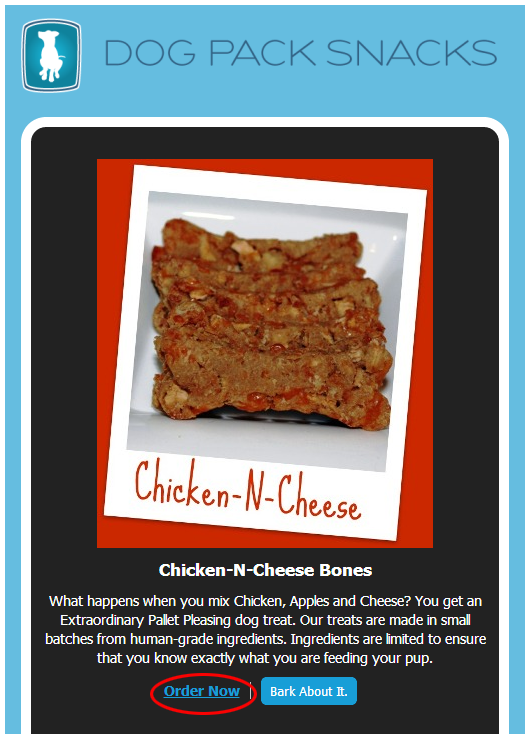 DOG PACK SNACKS
Chicken-N-Cheese
Chicken-N-Cheese Bones
What happens when you mix Chicken, Apples and Cheese? You get an
Extraordinary Pallet Pleasing dog treat. Our treats are made in small
batches from human-grade ingredients. Ingredients are limited to ensure
that you know exactly what you are feeding your pup.
Order Now | Bark About It.